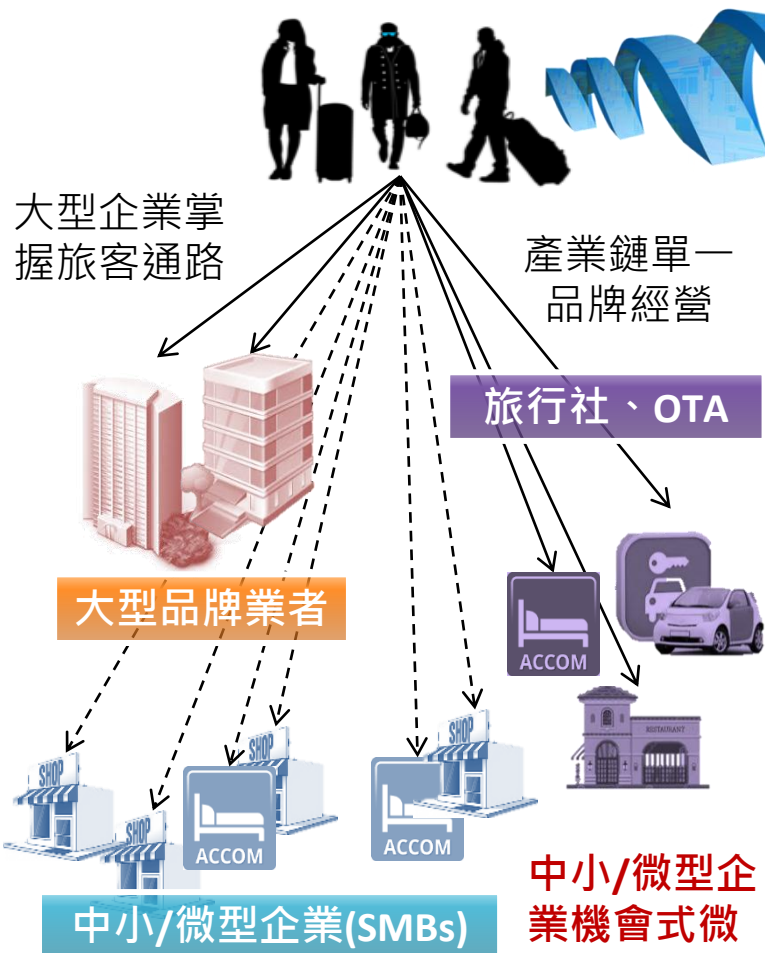 大型企業掌
握旅客通路
產業鏈單一
品牌經營
旅行社、OTA
大型品牌業者
ACCOM
RESTAURANT
SHOP
SHOP
SHOP
SHOP
ACCOM
ACCOM
中小/微型企業(SMBs)
中小/微型企
業機會式微